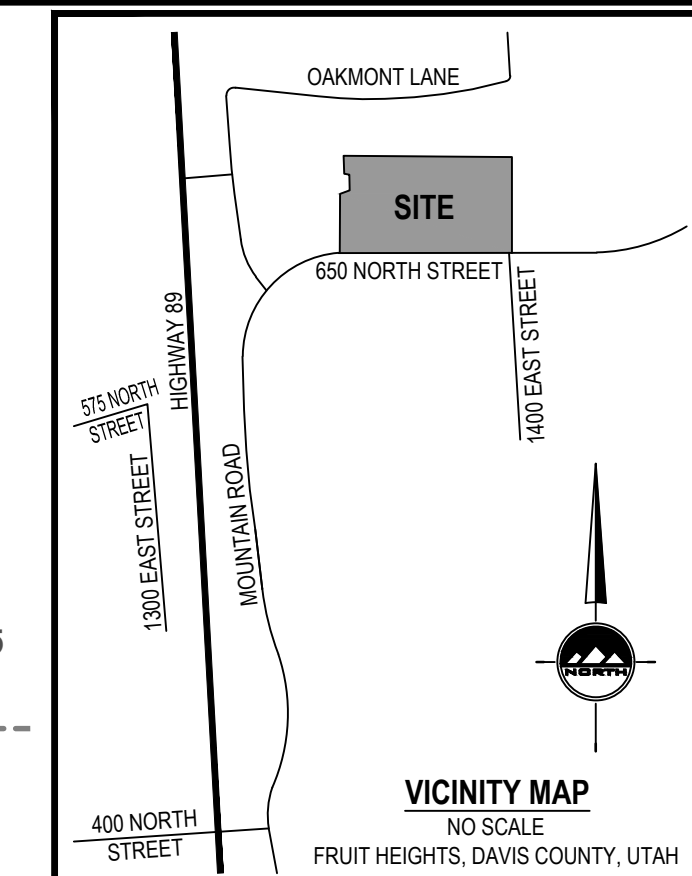 OAKMONT LANE
SITE
650 NORTH STREET
HIGHWAY 89
1400 EAST STREET
575 NORTH
STREET
1300 EAST STREET
MOUNTAIN ROAD
NORTH
400 NORTH
STREET
VICINITY MAP
NO SCALE
FRUIT HEIGHTS, DAVIS COUNTY, UTAH